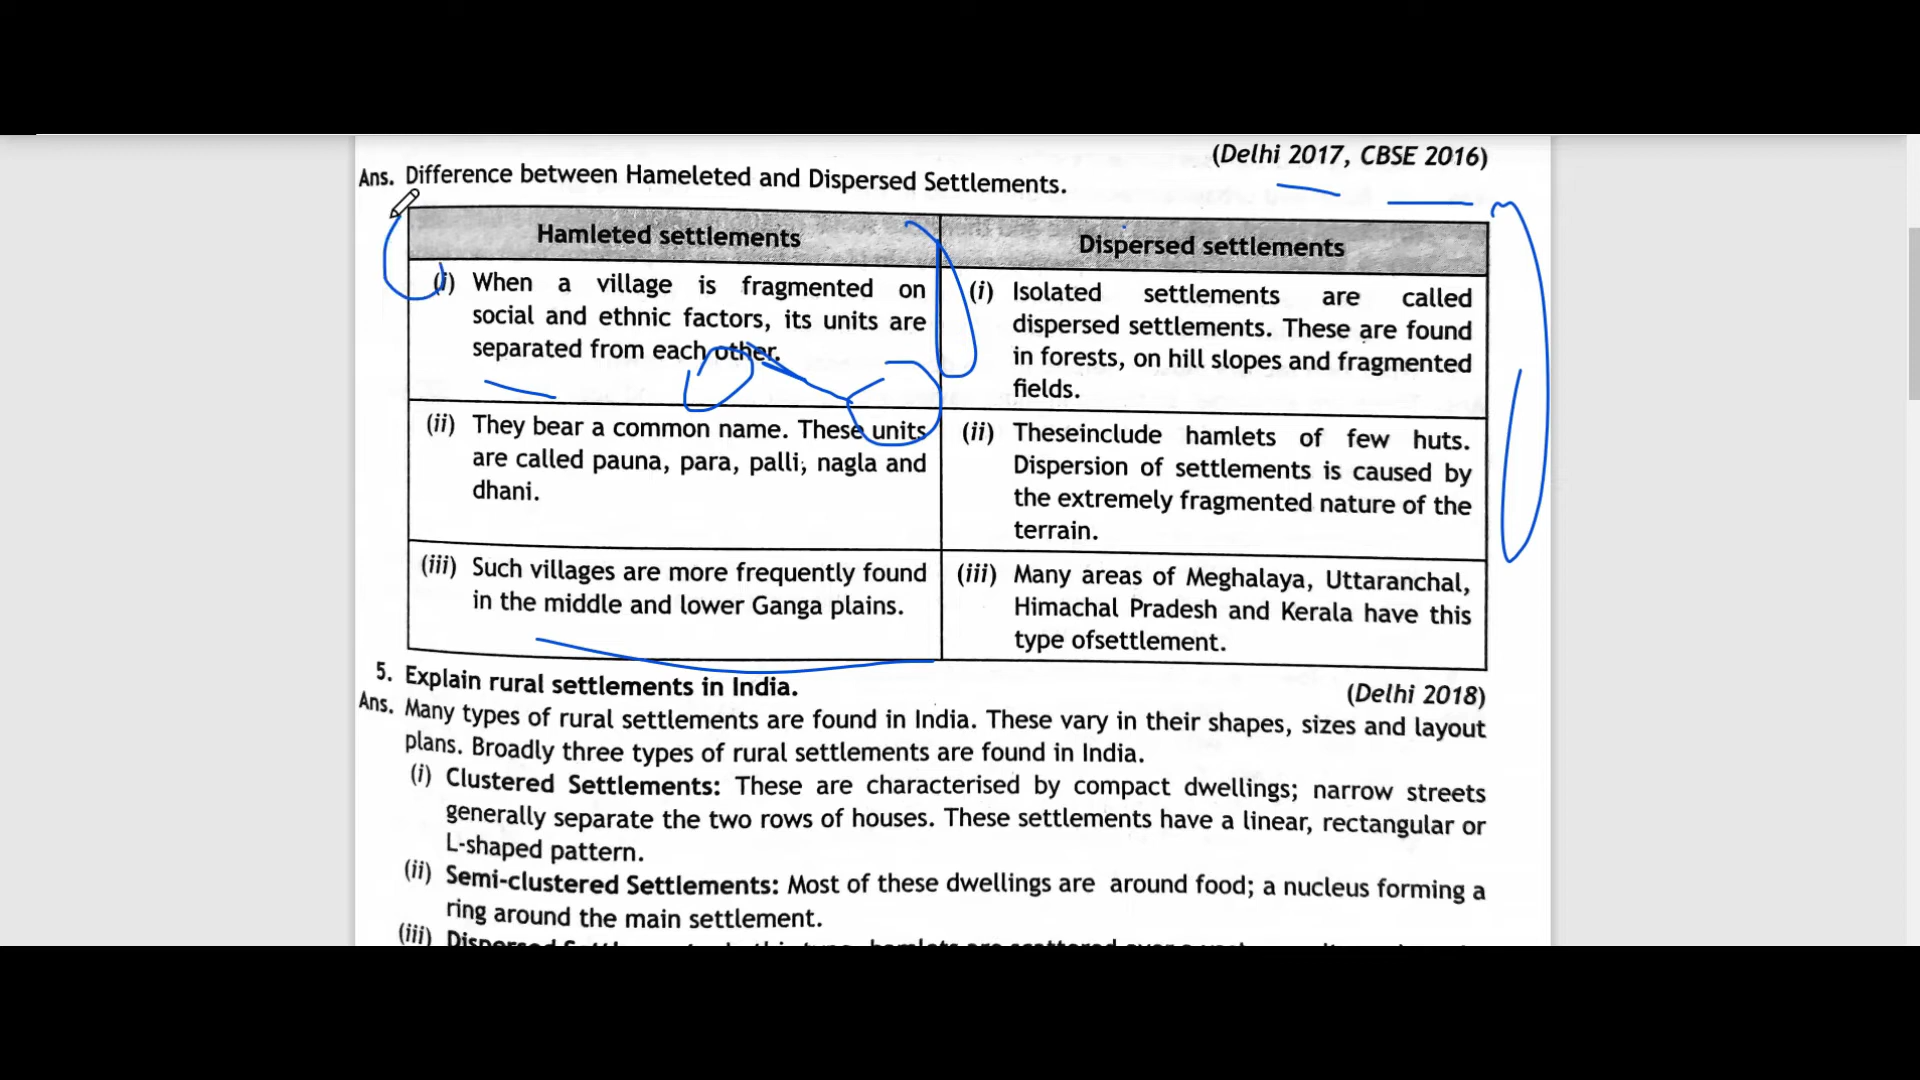 (Delhi 2017, CBSE 2016)
Ans. Difference between Hameleted and Dispersed Settlements.
Hamleted settlements
(i) When a village is fragmented on
social and ethnic factors, its units are
separated from each other.
Dispersed settlements
(i) Isolated settlements are called
dispersed settlements. These are found
in forests, on hill slopes and fragmented
fields.
(ii) They bear a common name. These units
are called pauna, para, palli, nagla and
dhani.
(ii) Theseinclude hamlets of few huts.
Dispersion of settlements is caused by
the extremely fragmented nature of the
terrain.
(iii) Such villages are more frequently found
in the middle and lower Ganga plains.
(iii) Many areas of Meghalaya, Uttaranchal,
Himachal Pradesh and Kerala have this
type ofsettlement.
5. Explain rural settlements in India. (Delhi 2018)
Ans. Many types of rural settlements are found in India. These vary in their shapes, sizes and layout
plans. Broadly three types of rural settlements are found in India.
(i) Clustered Settlements: These are characterised by compact dwellings; narrow streets
generally separate the two rows of houses. These settlements have a linear, rectangular or
L-shaped pattern.
(ii) Semi-clustered Settlements: Most of these dwellings are around food; a nucleus forming a
ring around the main settlement.
(iii) Dispersed